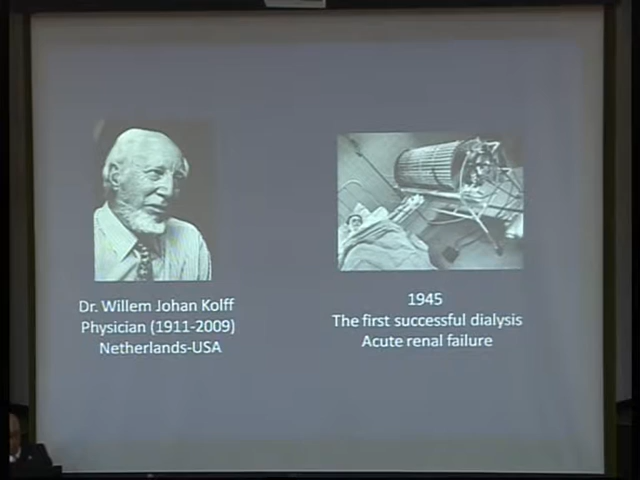 Dr. Willem Johan Kolff
Physician (1911-2009)
Netherlands-USA
1945
The first successful dialysis
Acute renal failure